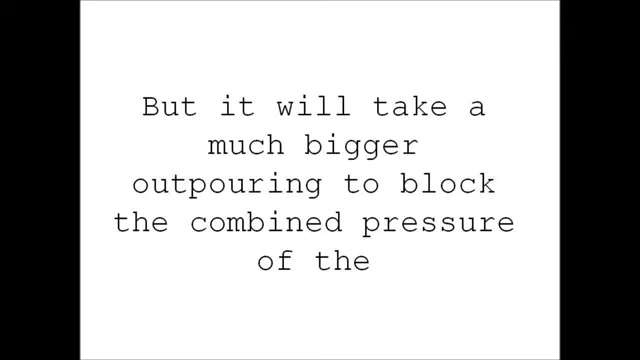 But it will take a
much bigger
outpouring to block
the combined pressure
of the